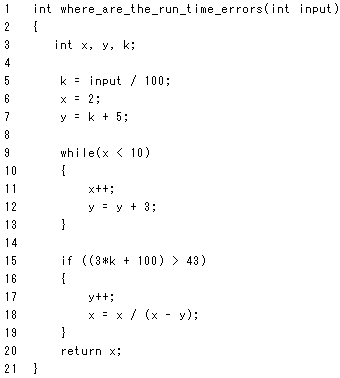 1 int where_are_the_run_time_errors(int input)
2 {
3 int x, y, k;
4
5 k = input / 100;
6 x = 2;
7 y = k + 5;
8
9 while(x < 10)
10 {
11 x++;
12 y = y + 3;
13 }
14
15 if ((3*k + 100) > 43)
16 {
17 y++;
18 x = x / (x - y);
19 }
20 return x;
21 }